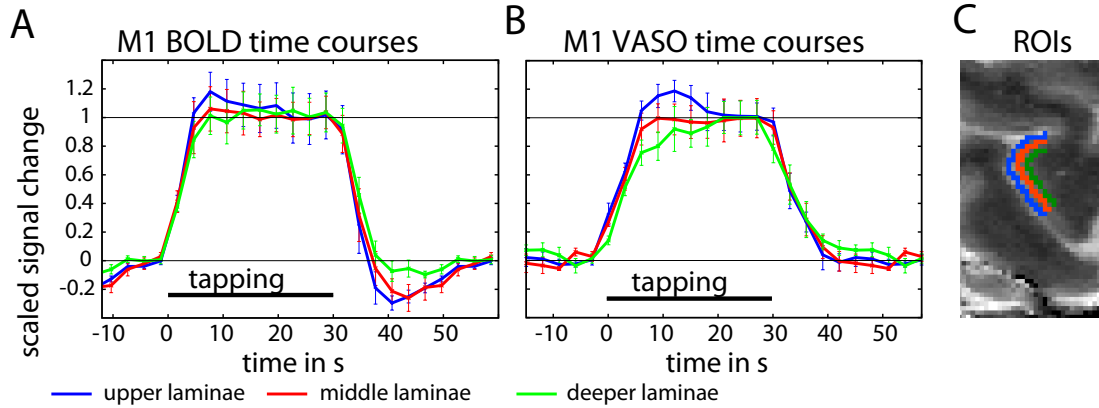 A
M1 BOLD time courses
B
M1 VASO time courses
C
ROIs
scaled signal change
1.2
1
0.8
0.6
0.4
0.2
0
-0.2
tapping
tapping
-10 0 10 20 30 40 50
-10 0 10 20 30 40 50
time in s
time in s
upper laminae
middle laminae
deeper laminae